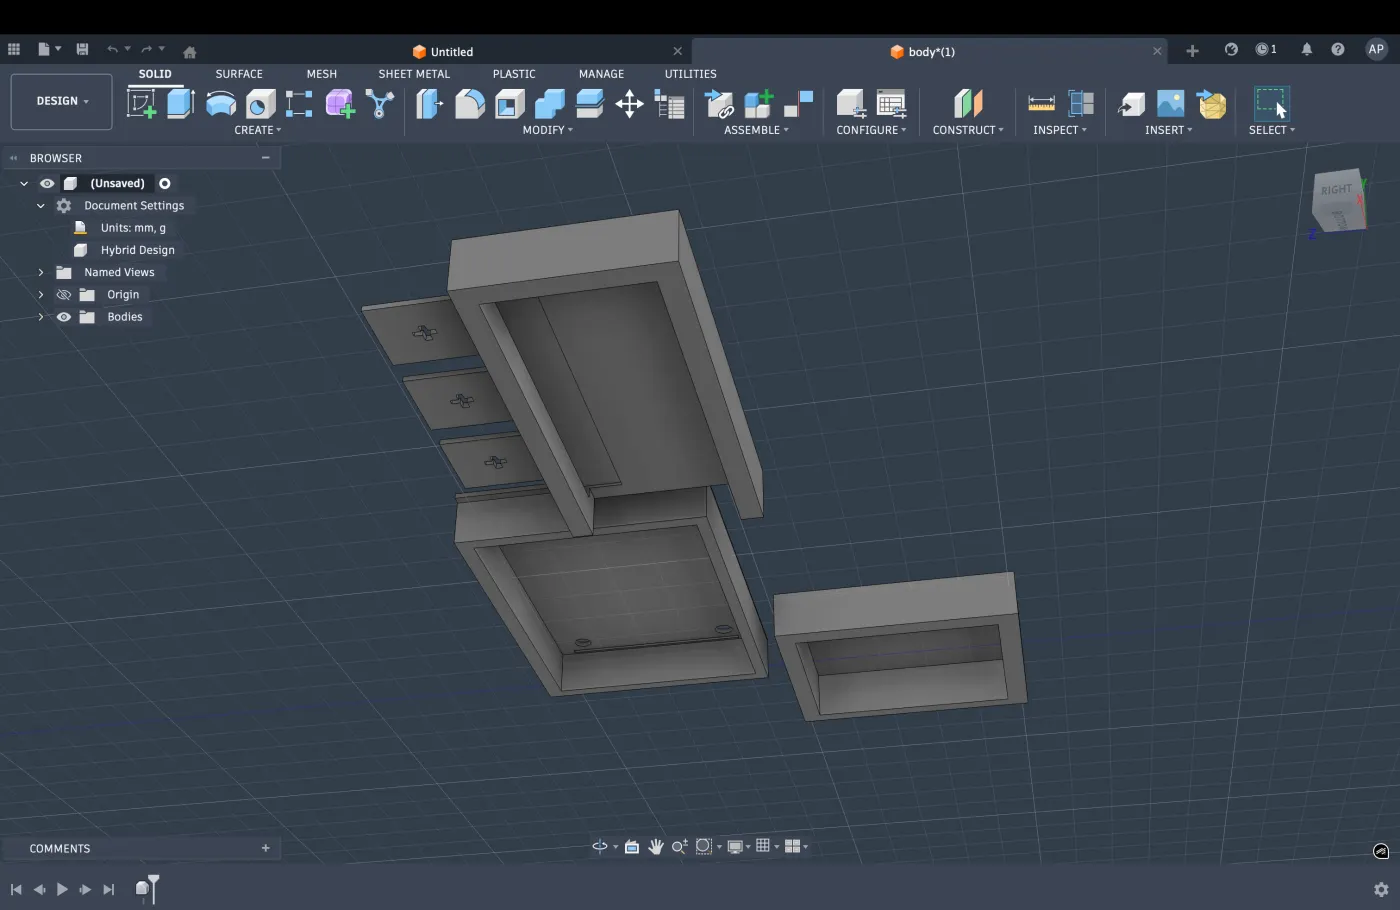 Untitled
body*(1)
1
AP
DESIGN
SOLID
SURFACE
MESH
SHEET METAL
PLASTIC
MANAGE
UTILITIES
CREATE
MODIFY
ASSEMBLE
CONFIGURE
CONSTRUCT
INSPECT
INSERT
SELECT
BROWSER
(Unsaved)
Document Settings
Units: mm, g
Hybrid Design
Named Views
Origin
Bodies
RIGHT
Y
X
Z
COMMENTS